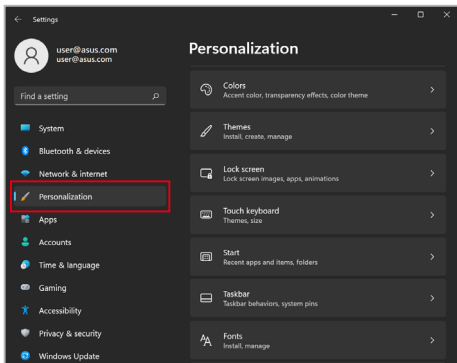 Settings
user@asus.com
user@asus.com
Find a setting
System
Bluetooth & devices
Network & internet
Personalization
Apps
Accounts
Time & language
Gaming
Accessibility
Privacy & security
Windows Update
Personalization
Colors
Accent color, transparency effects, color theme
Themes
Install, create, manage
Lock screen
Lock screen images, apps, animations
Touch keyboard
Themes, size
Start
Recent apps and items, folders
Taskbar
Taskbar behaviors, system pins
Fonts
Install, manage